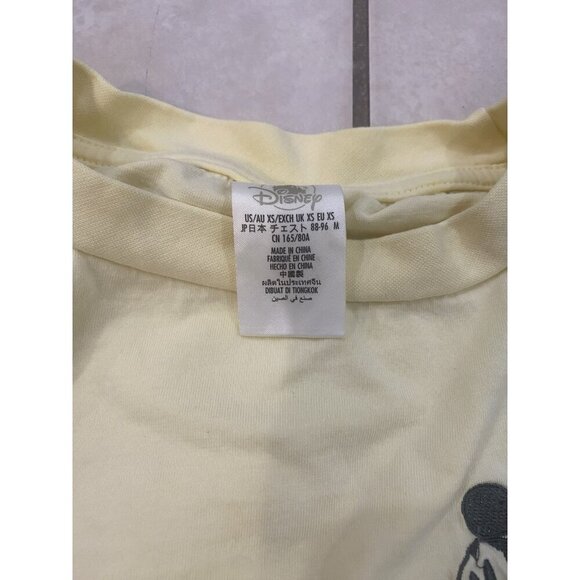 Disney
US/AU XS/EXCH UK XS EU XS
JP日本 チェスト 88-96 M
CN 165/80A
MADE IN CHINA
FABRIQUÉ EN CHINE
HECHO EN CHINA
中國製
ผลิตในประเทศจีน
DIBUAT DI TIONGKOK
صنع في الصين